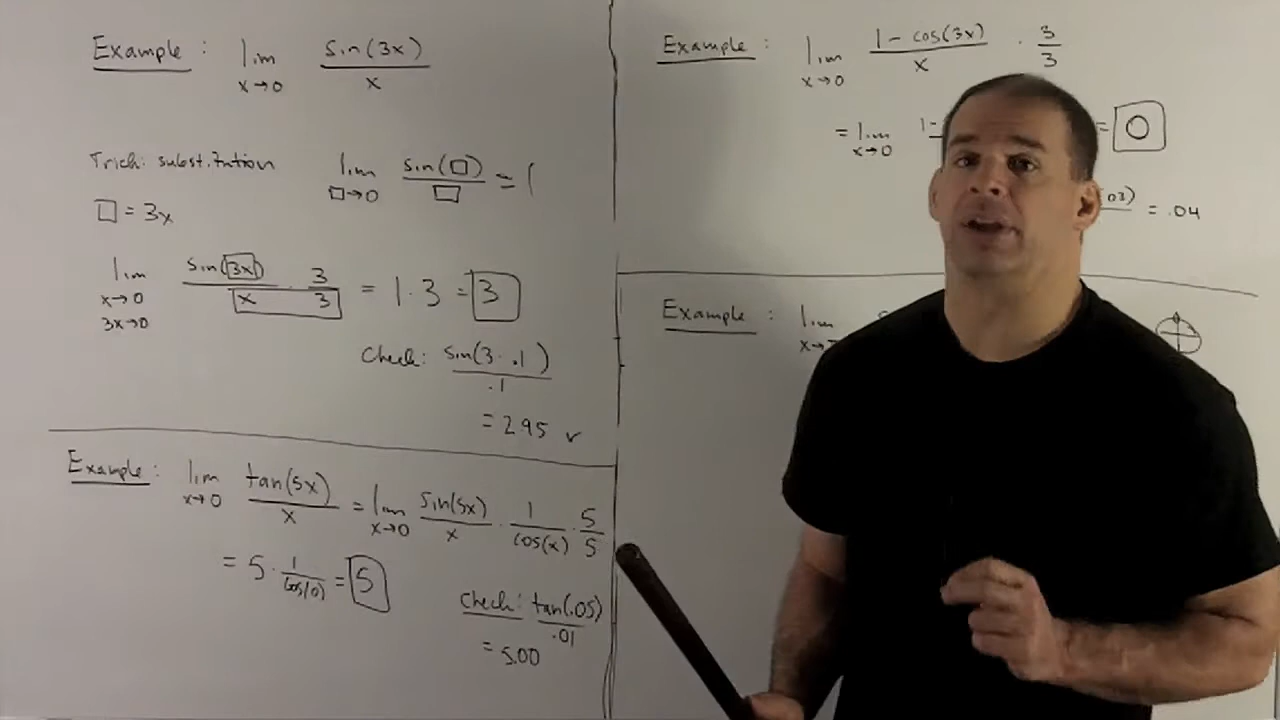 Example: lim x→0 sin(3x)/x
Trick: substitution lim □→0 sin(□)/□ = 1
□ = 3x
lim x→0 3x→0 sin(3x)/x · 3/3 = 1·3 = 3
Check: sin(3·.1)/.1
= 2.95 ✓
Example: lim x→0 tan(5x)/x = lim x→0 sin(5x)/x · 1/cos(x) · 5/5
= 5 · 1/cos(0) = 5
Check: tan(.05)/.01
= 5.00
Example: lim x→0 1-cos(3x)/x · 3/3
= lim x→0 1- = 0
.03) = .04
Example: lim